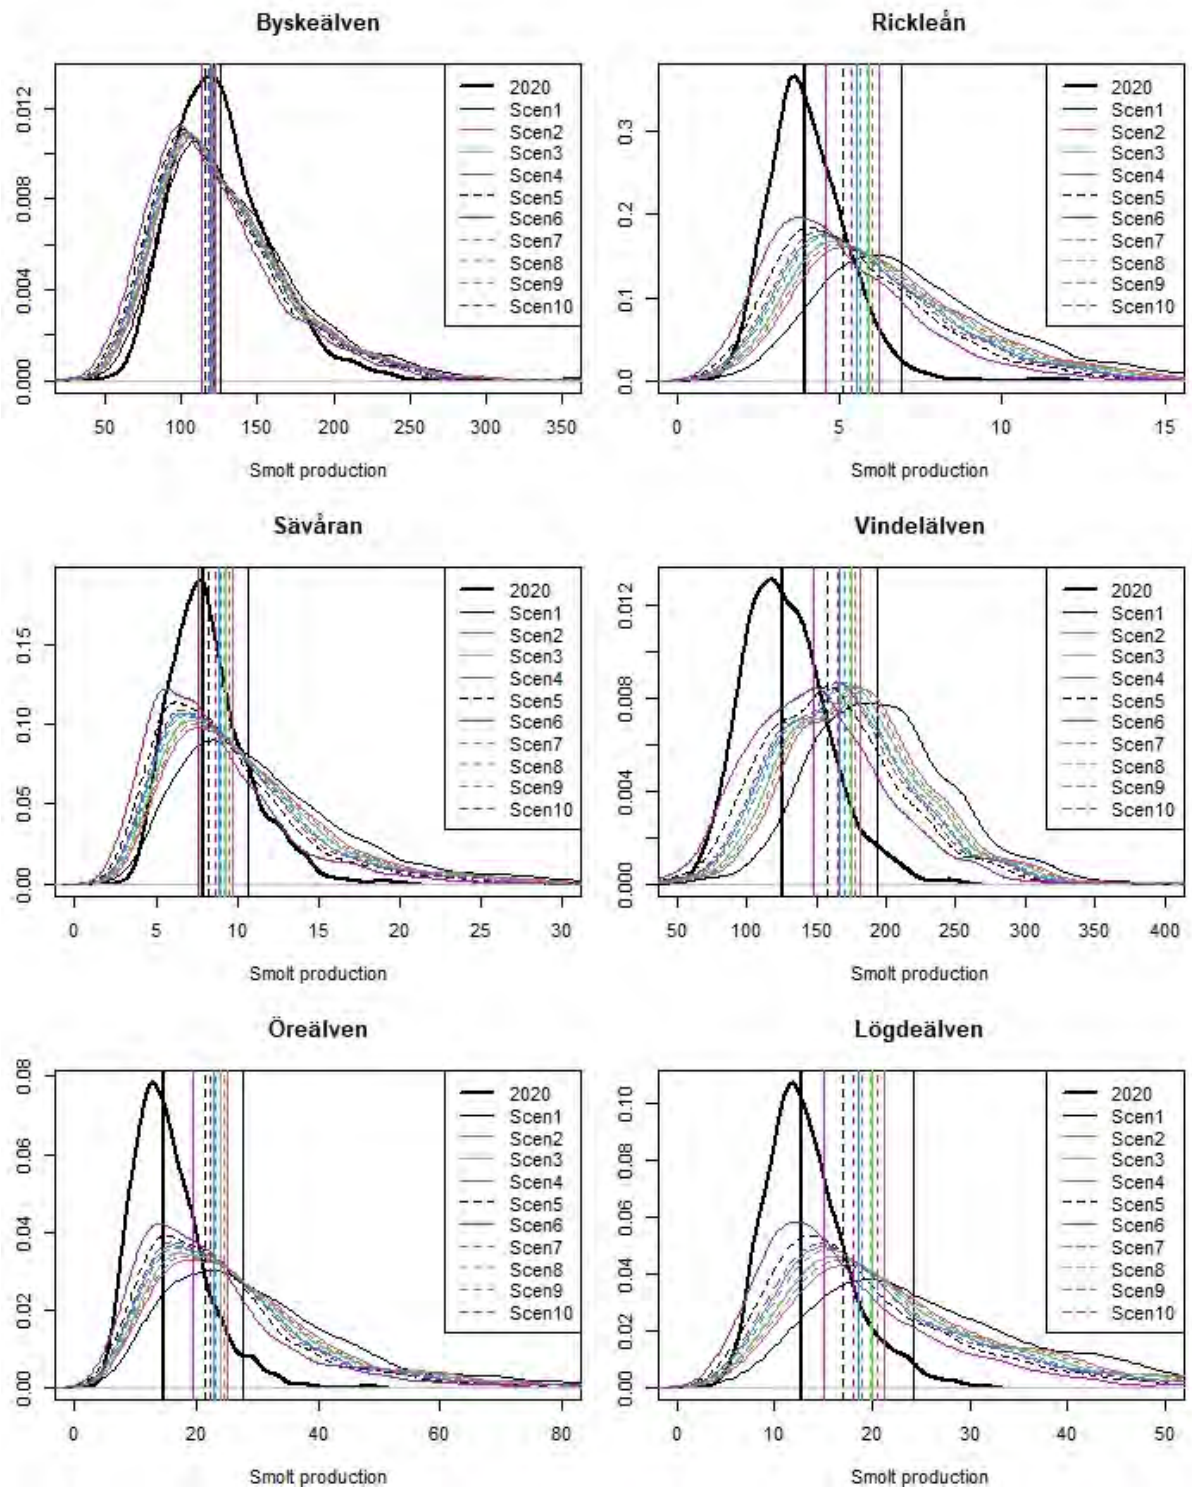 Byskeälven
0.000 0.004 0.008 0.012
2020
Scen1
Scen2
Scen3
Scen4
Scen5
Scen6
Scen7
Scen8
Scen9
Scen10
50 100 150 200 250 300 350
Smolt production
Rickleån
0.0 0.1 0.2 0.3
2020
Scen1
Scen2
Scen3
Scen4
Scen5
Scen6
Scen7
Scen8
Scen9
Scen10
0 5 10 15
Smolt production
Sävåran
0.00 0.05 0.10 0.15
2020
Scen1
Scen2
Scen3
Scen4
Scen5
Scen6
Scen7
Scen8
Scen9
Scen10
0 5 10 15 20 25 30
Smolt production
Vindelälven
0.000 0.004 0.008 0.012
2020
Scen1
Scen2
Scen3
Scen4
Scen5
Scen6
Scen7
Scen8
Scen9
Scen10
50 100 150 200 250 300 350 400
Smolt production
Öreälven
0.00 0.02 0.04 0.06 0.08
2020
Scen1
Scen2
Scen3
Scen4
Scen5
Scen6
Scen7
Scen8
Scen9
Scen10
0 20 40 60 80
Smolt production
Lögdeälven
0.00 0.02 0.04 0.06 0.08 0.10
2020
Scen1
Scen2
Scen3
Scen4
Scen5
Scen6
Scen7
Scen8
Scen9
Scen10
0 10 20 30 40 50
Smolt production